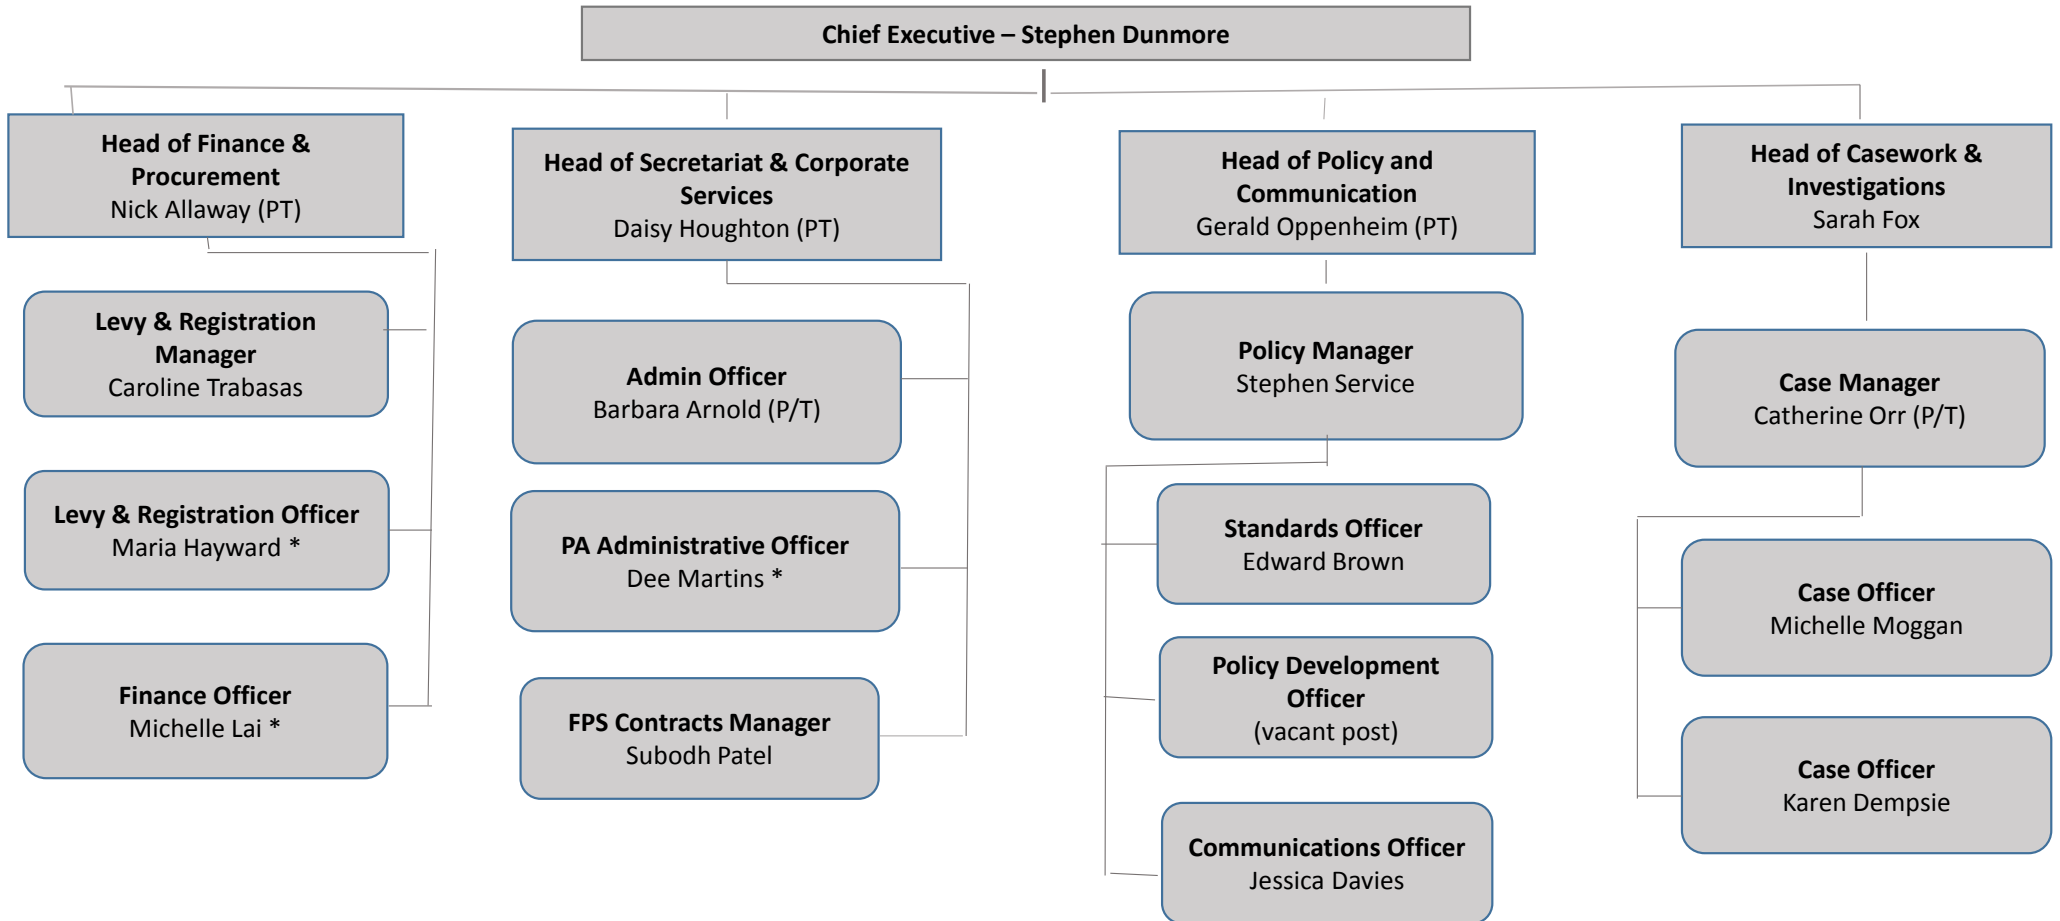 Chief Executive – Stephen Dunmore
Head of Finance &
Procurement
Nick Allaway (PT)
Levy & Registration
Manager
Caroline Trabasas
Levy & Registration Officer
Maria Hayward *
Finance Officer
Michelle Lai *
Head of Secretariat & Corporate
Services
Daisy Houghton (PT)
Admin Officer
Barbara Arnold (P/T)
PA Administrative Officer
Dee Martins *
FPS Contracts Manager
Subodh Patel
Head of Policy and
Communication
Gerald Oppenheim (PT)
Policy Manager
Stephen Service
Standards Officer
Edward Brown
Policy Development
Officer
(vacant post)
Communications Officer
Jessica Davies
Head of Casework &
Investigations
Sarah Fox
Case Manager
Catherine Orr (P/T)
Case Officer
Michelle Moggan
Case Officer
Karen Dempsie